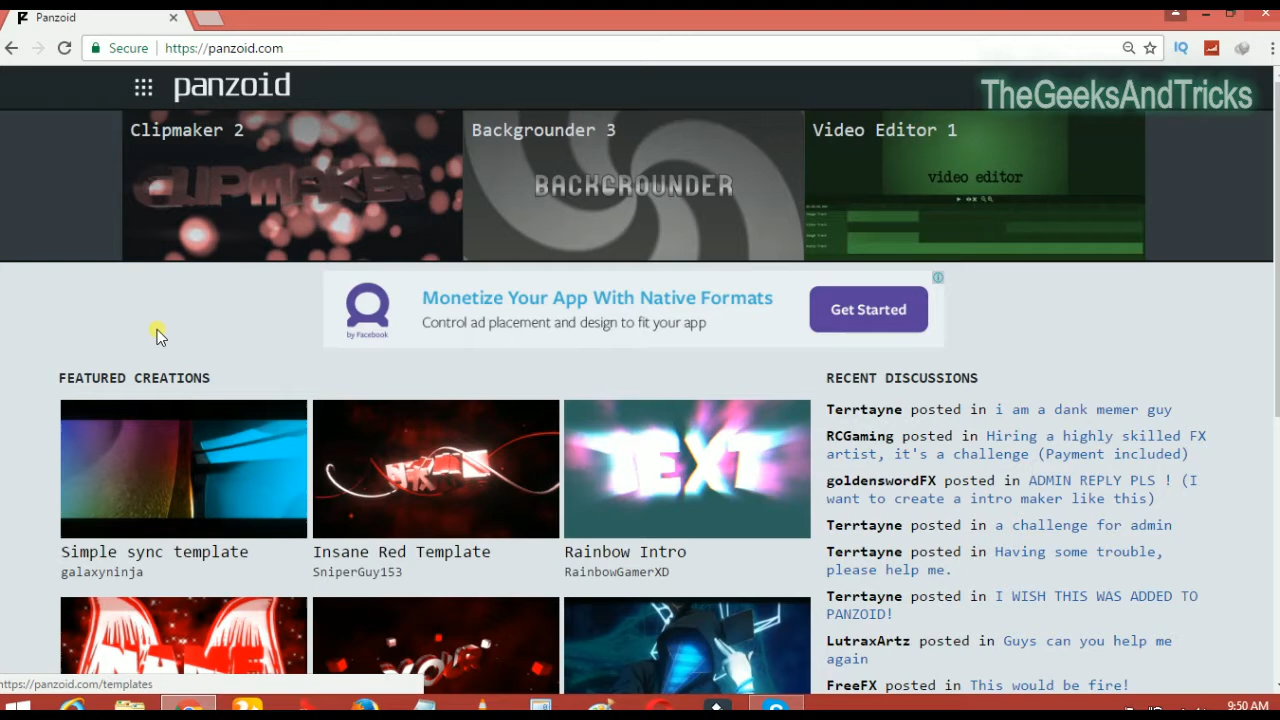 Panzoid
Secure
https://panzoid.com
IQ
panzoid
TheGeeksAndTricks
Clipmaker 2
Backgrounder 3
Video Editor 1
CLIPMAKER
BACKGROUNDER
video editor
Monetize Your App With Native Formats
Control ad placement and design to fit your app
by Facebook
Get Started
FEATURED CREATIONS
RECENT DISCUSSIONS
TEXT
Simple sync template
galaxyninja
Insane Red Template
SniperGuy153
Rainbow Intro
RainbowGamerXD
NAME
Terrtayne posted in i am a dank memer guy
RCGaming posted in Hiring a highly skilled FX
artist, it's a challenge (Payment included)
goldenswordFX posted in ADMIN REPLY PLS ! (I
want to create a intro maker like this)
Terrtayne posted in a challenge for admin
Terrtayne posted in Having some trouble,
please help me.
Terrtayne posted in I WISH THIS WAS ADDED TO
PANZOID!
LutraxArtz posted in Guys can you help me
again
FreeFX posted in This would be fire!
https://panzoid.com/templates
9:50 AM